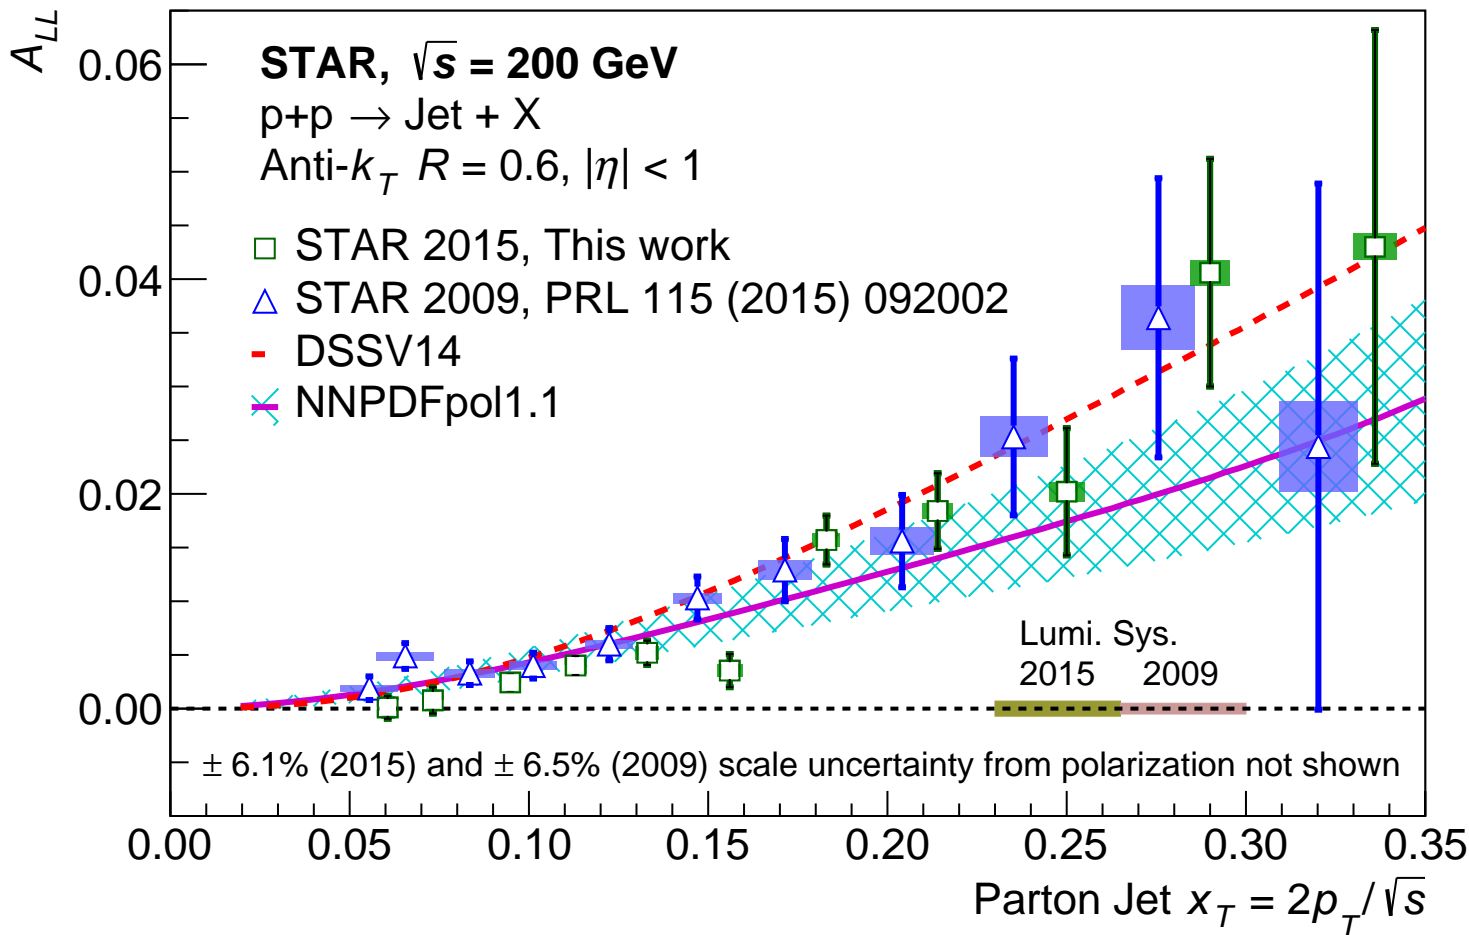 A_LL
0.06
0.04
0.02
0.00
STAR, √s = 200 GeV
p+p → Jet + X
Anti-k_T R = 0.6, |η| < 1
STAR 2015, This work
STAR 2009, PRL 115 (2015) 092002
DSSV14
NNPDFpol1.1
Lumi. Sys.
2015 2009
± 6.1% (2015) and ± 6.5% (2009) scale uncertainty from polarization not shown
0.00 0.05 0.10 0.15 0.20 0.25 0.30 0.35
Parton Jet x_T = 2p_T/√s